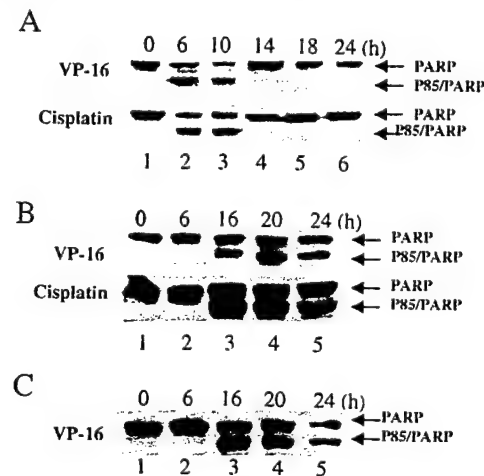 A
0 6 10 14 18 24 (h)
VP-16
PARP
P85/PARP
Cisplatin
PARP
P85/PARP
1 2 3 4 5 6
B
0 6 16 20 24 (h)
VP-16
PARP
P85/PARP
Cisplatin
PARP
P85/PARP
1 2 3 4 5
C
0 6 16 20 24 (h)
VP-16
PARP
P85/PARP
1 2 3 4 5